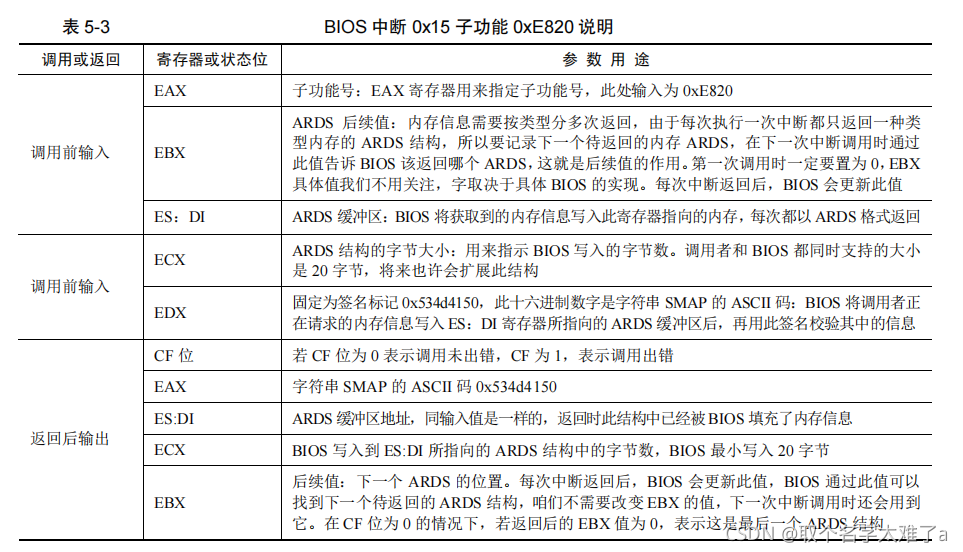 表 5-3 BIOS 中断 0x15 子功能 0xE820 说明
调用或返回 寄存器或状态位 参 数 用 途
调用前输入
EAX 子功能号：EAX 寄存器用来指定子功能号，此处输入为 0xE820
EBX
ARDS 后续值：内存信息需要按类型分多次返回，由于每次执行一次中断都只返回一种类
型内存的 ARDS 结构，所以要记录下一个待返回的内存 ARDS，在下一次中断调用时通过
此值告诉 BIOS 该返回哪个 ARDS，这就是后续值的作用。第一次调用时一定要置为 0，EBX
具体值我们不用关注，字取决于具体 BIOS 的实现。每次中断返回后，BIOS 会更新此值
ES：DI ARDS 缓冲区：BIOS 将获取到的内存信息写入此寄存器指向的内存，每次都以 ARDS 格式返回
调用前输入
ECX
ARDS 结构的字节大小：用来指示 BIOS 写入的字节数。调用者和 BIOS 都同时支持的大小
是 20 字节，将来也许会扩展此结构
EDX
固定为签名标记 0x534d4150，此十六进制数字是字符串 SMAP 的 ASCII 码：BIOS 将调用者正
在请求的内存信息写入 ES：DI 寄存器所指向的 ARDS 缓冲区后，再用此签名校验其中的信息
返回后输出
CF 位 若 CF 位为 0 表示调用未出错，CF 为 1，表示调用出错
EAX 字符串 SMAP 的 ASCII 码 0x534d4150
ES:DI ARDS 缓冲区地址，同输入值是一样的，返回时此结构中已经被 BIOS 填充了内存信息
ECX BIOS 写入到 ES:DI 所指向的 ARDS 结构中的字节数，BIOS 最小写入 20 字节
EBX
后续值：下一个 ARDS 的位置。每次中断返回后，BIOS 会更新此值，BIOS 通过此值可以
找到下一个待返回的 ARDS 结构，咱们不需要改变 EBX 的值，下一次中断调用时还会用到
它。在 CF 位为 0 的情况下，若返回后的 EBX 值为 0，表示这是最后一个 ARDS 结构
CSDN @取个名字太难了a